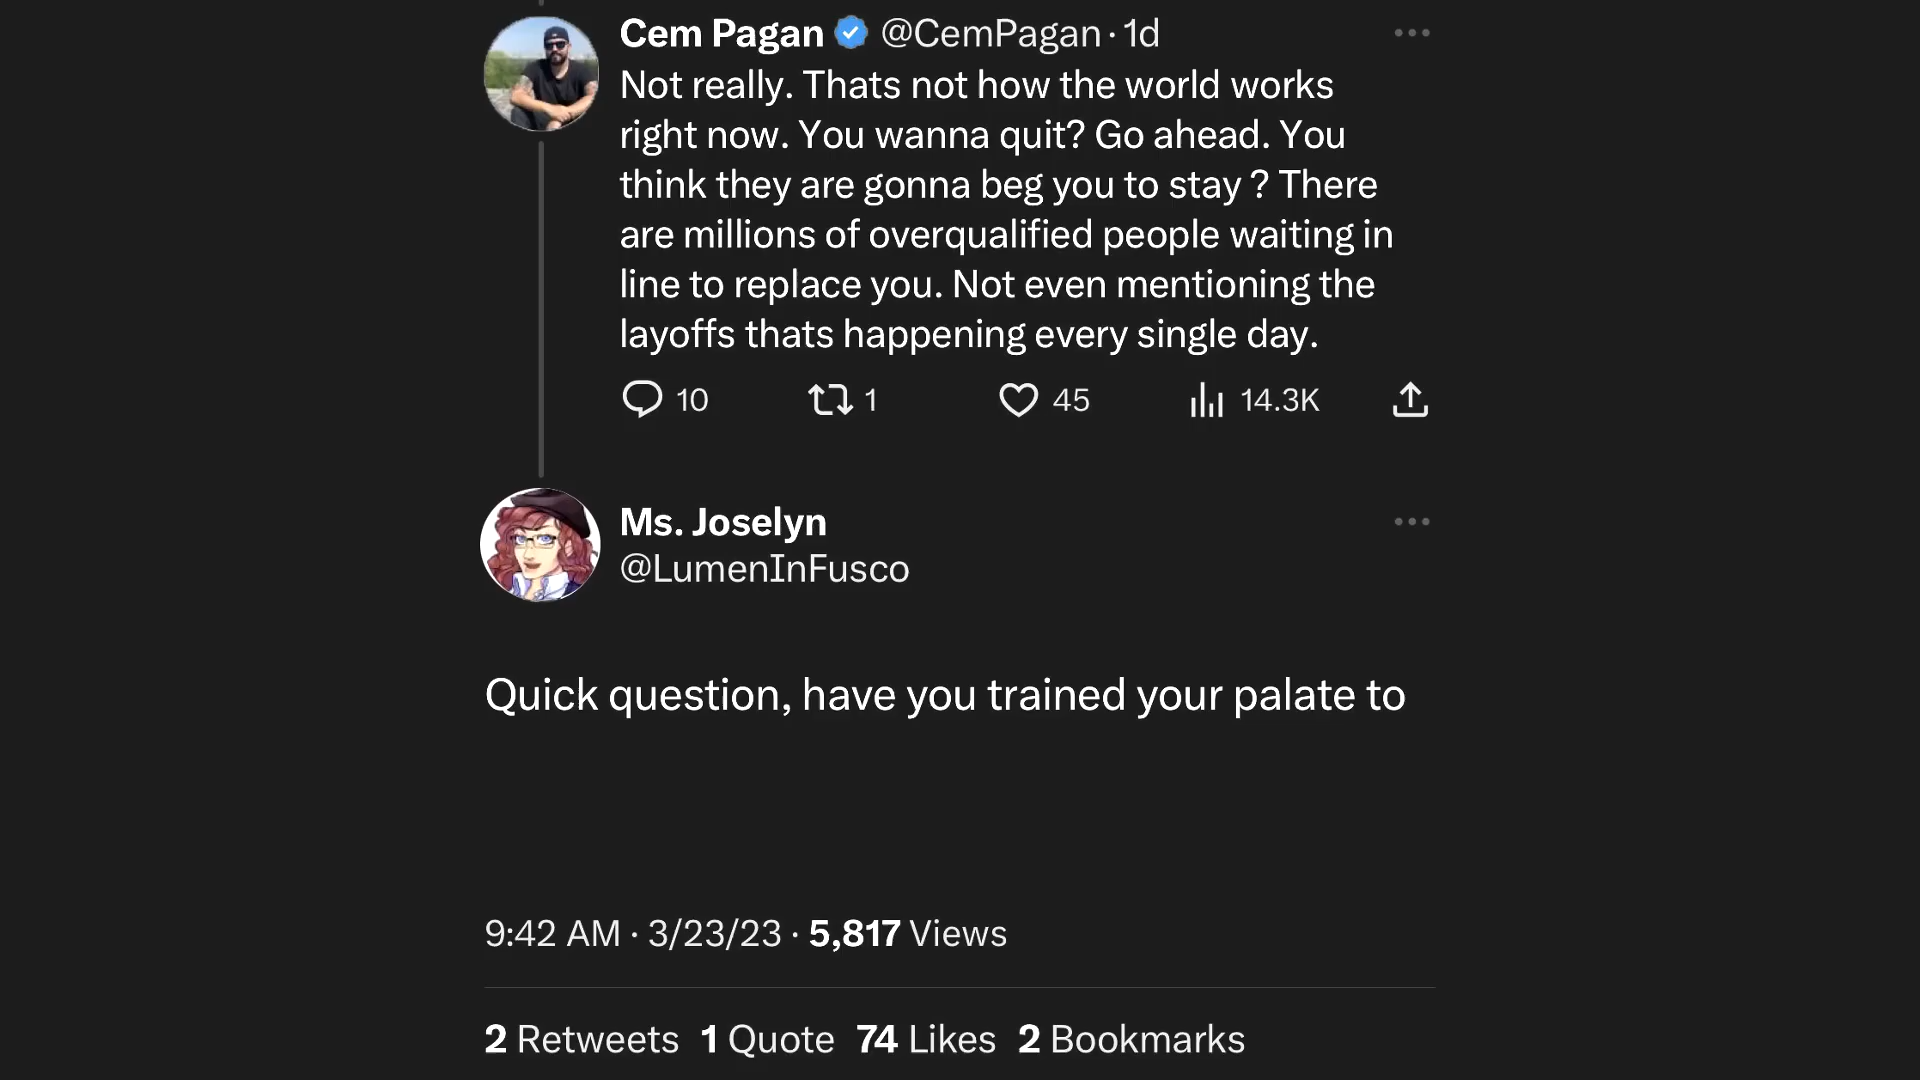 Cem Pagan @CemPagan · 1d
Not really. Thats not how the world works
right now. You wanna quit? Go ahead. You
think they are gonna beg you to stay ? There
are millions of overqualified people waiting in
line to replace you. Not even mentioning the
layoffs thats happening every single day.
10 1 45 14.3K
Ms. Joselyn
@LumenInFusco
Quick question, have you trained your palate to
9:42 AM · 3/23/23 · 5,817 Views
2 Retweets 1 Quote 74 Likes 2 Bookmarks